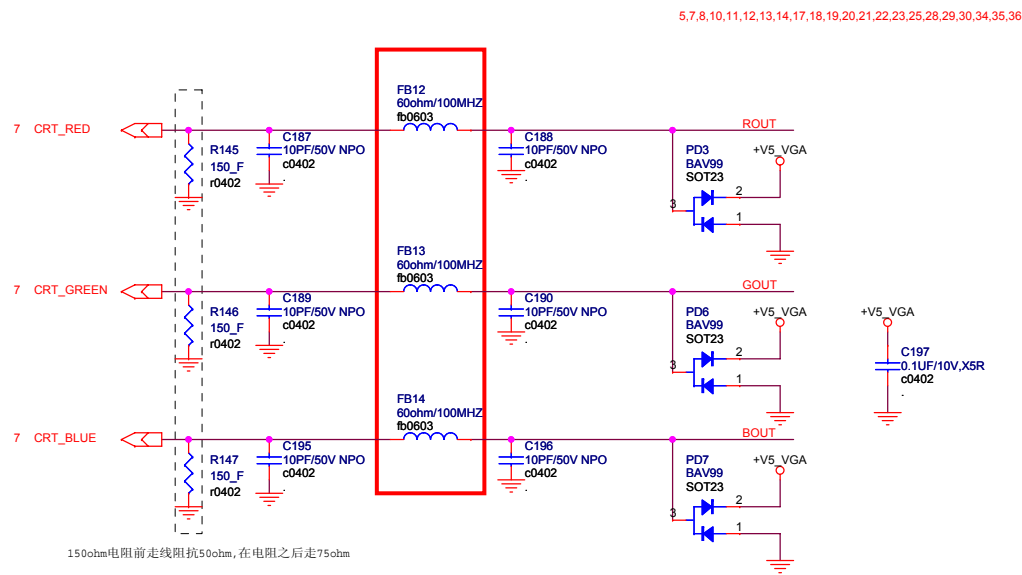 5,7,8,10,11,12,13,14,17,18,19,20,21,22,23,25,28,29,30,34,35,36
7 CRT_RED
R145
150_F
r0402
C187
10PF/50V NPO
c0402
.
FB12
60ohm/100MHZ
fb0603
C188
10PF/50V NPO
c0402
.
ROUT
PD3
BAV99
SOT23
+V5_VGA
3
2
1
7 CRT_GREEN
R146
150_F
r0402
C189
10PF/50V NPO
c0402
.
FB13
60ohm/100MHZ
fb0603
C190
10PF/50V NPO
c0402
.
GOUT
PD6
BAV99
SOT23
+V5_VGA
3
2
1
+V5_VGA
C197
0.1UF/10V,X5R
c0402
.
7 CRT_BLUE
R147
150_F
r0402
C195
10PF/50V NPO
c0402
.
FB14
60ohm/100MHZ
fb0603
C196
10PF/50V NPO
c0402
.
BOUT
PD7
BAV99
SOT23
+V5_VGA
3
2
1
150ohm电阻前走线阻抗50ohm,在电阻之后走75ohm